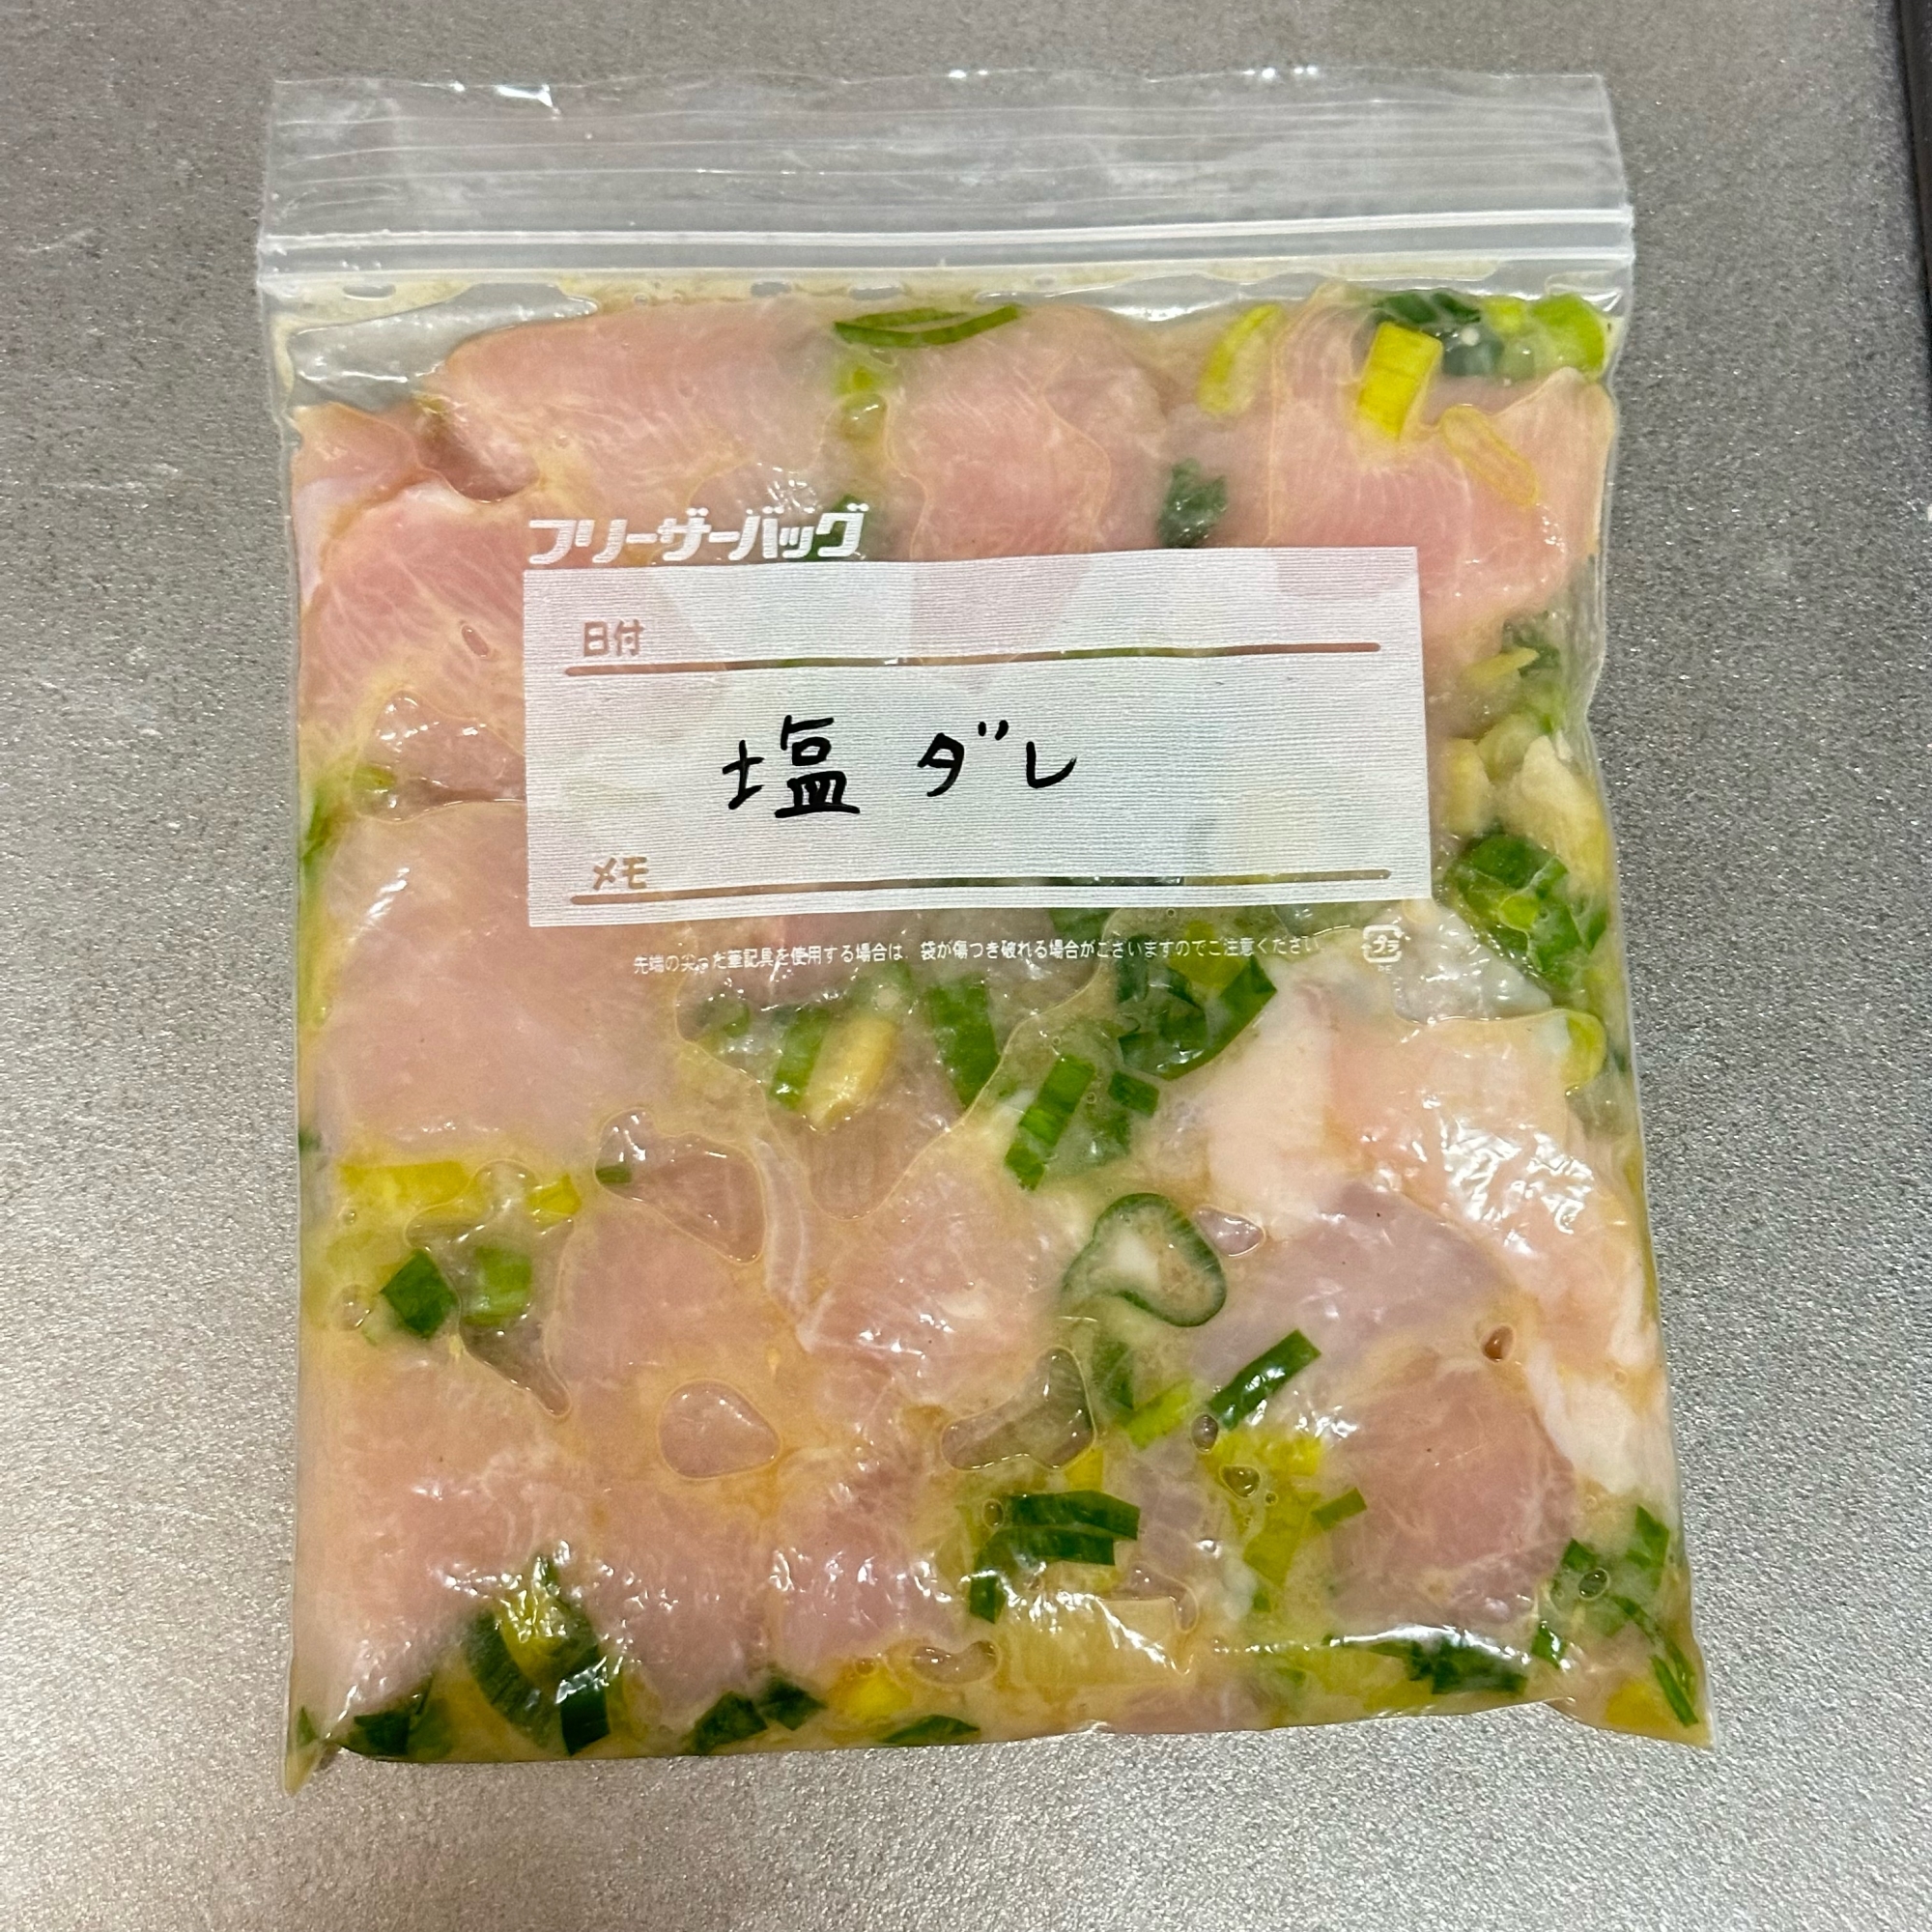 フリーザーバッグ
日付
塩ダレ
メモ
先端の尖った筆記具を使用する場合は、袋が傷つき破れる場合がございますのでご注意ください。
プラ
PE